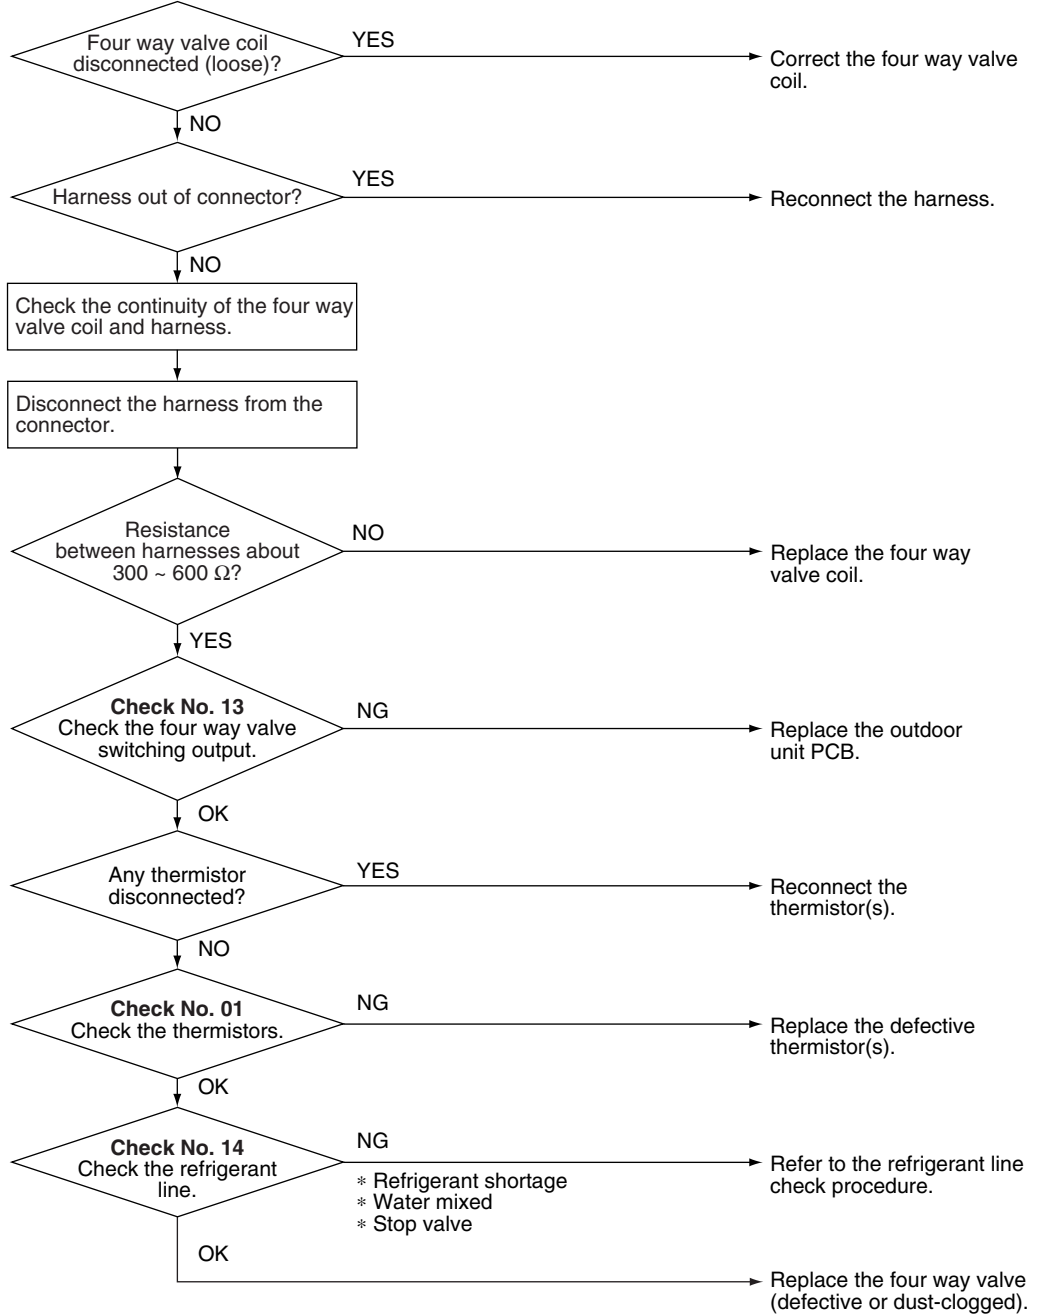 Four way valve coil
disconnected (loose)?
YES
Correct the four way valve
coil.
NO
Harness out of connector?
YES
Reconnect the harness.
NO
Check the continuity of the four way
valve coil and harness.
Disconnect the harness from the
connector.
Resistance
between harnesses about
300 ~ 600 Ω?
NO
Replace the four way
valve coil.
YES
Check No. 13
Check the four way valve
switching output.
NG
Replace the outdoor
unit PCB.
OK
Any thermistor
disconnected?
YES
Reconnect the
thermistor(s).
NO
Check No. 01
Check the thermistors.
NG
Replace the defective
thermistor(s).
OK
Check No. 14
Check the refrigerant
line.
NG
∗ Refrigerant shortage
∗ Water mixed
∗ Stop valve
Refer to the refrigerant line
check procedure.
OK
Replace the four way valve
(defective or dust-clogged).